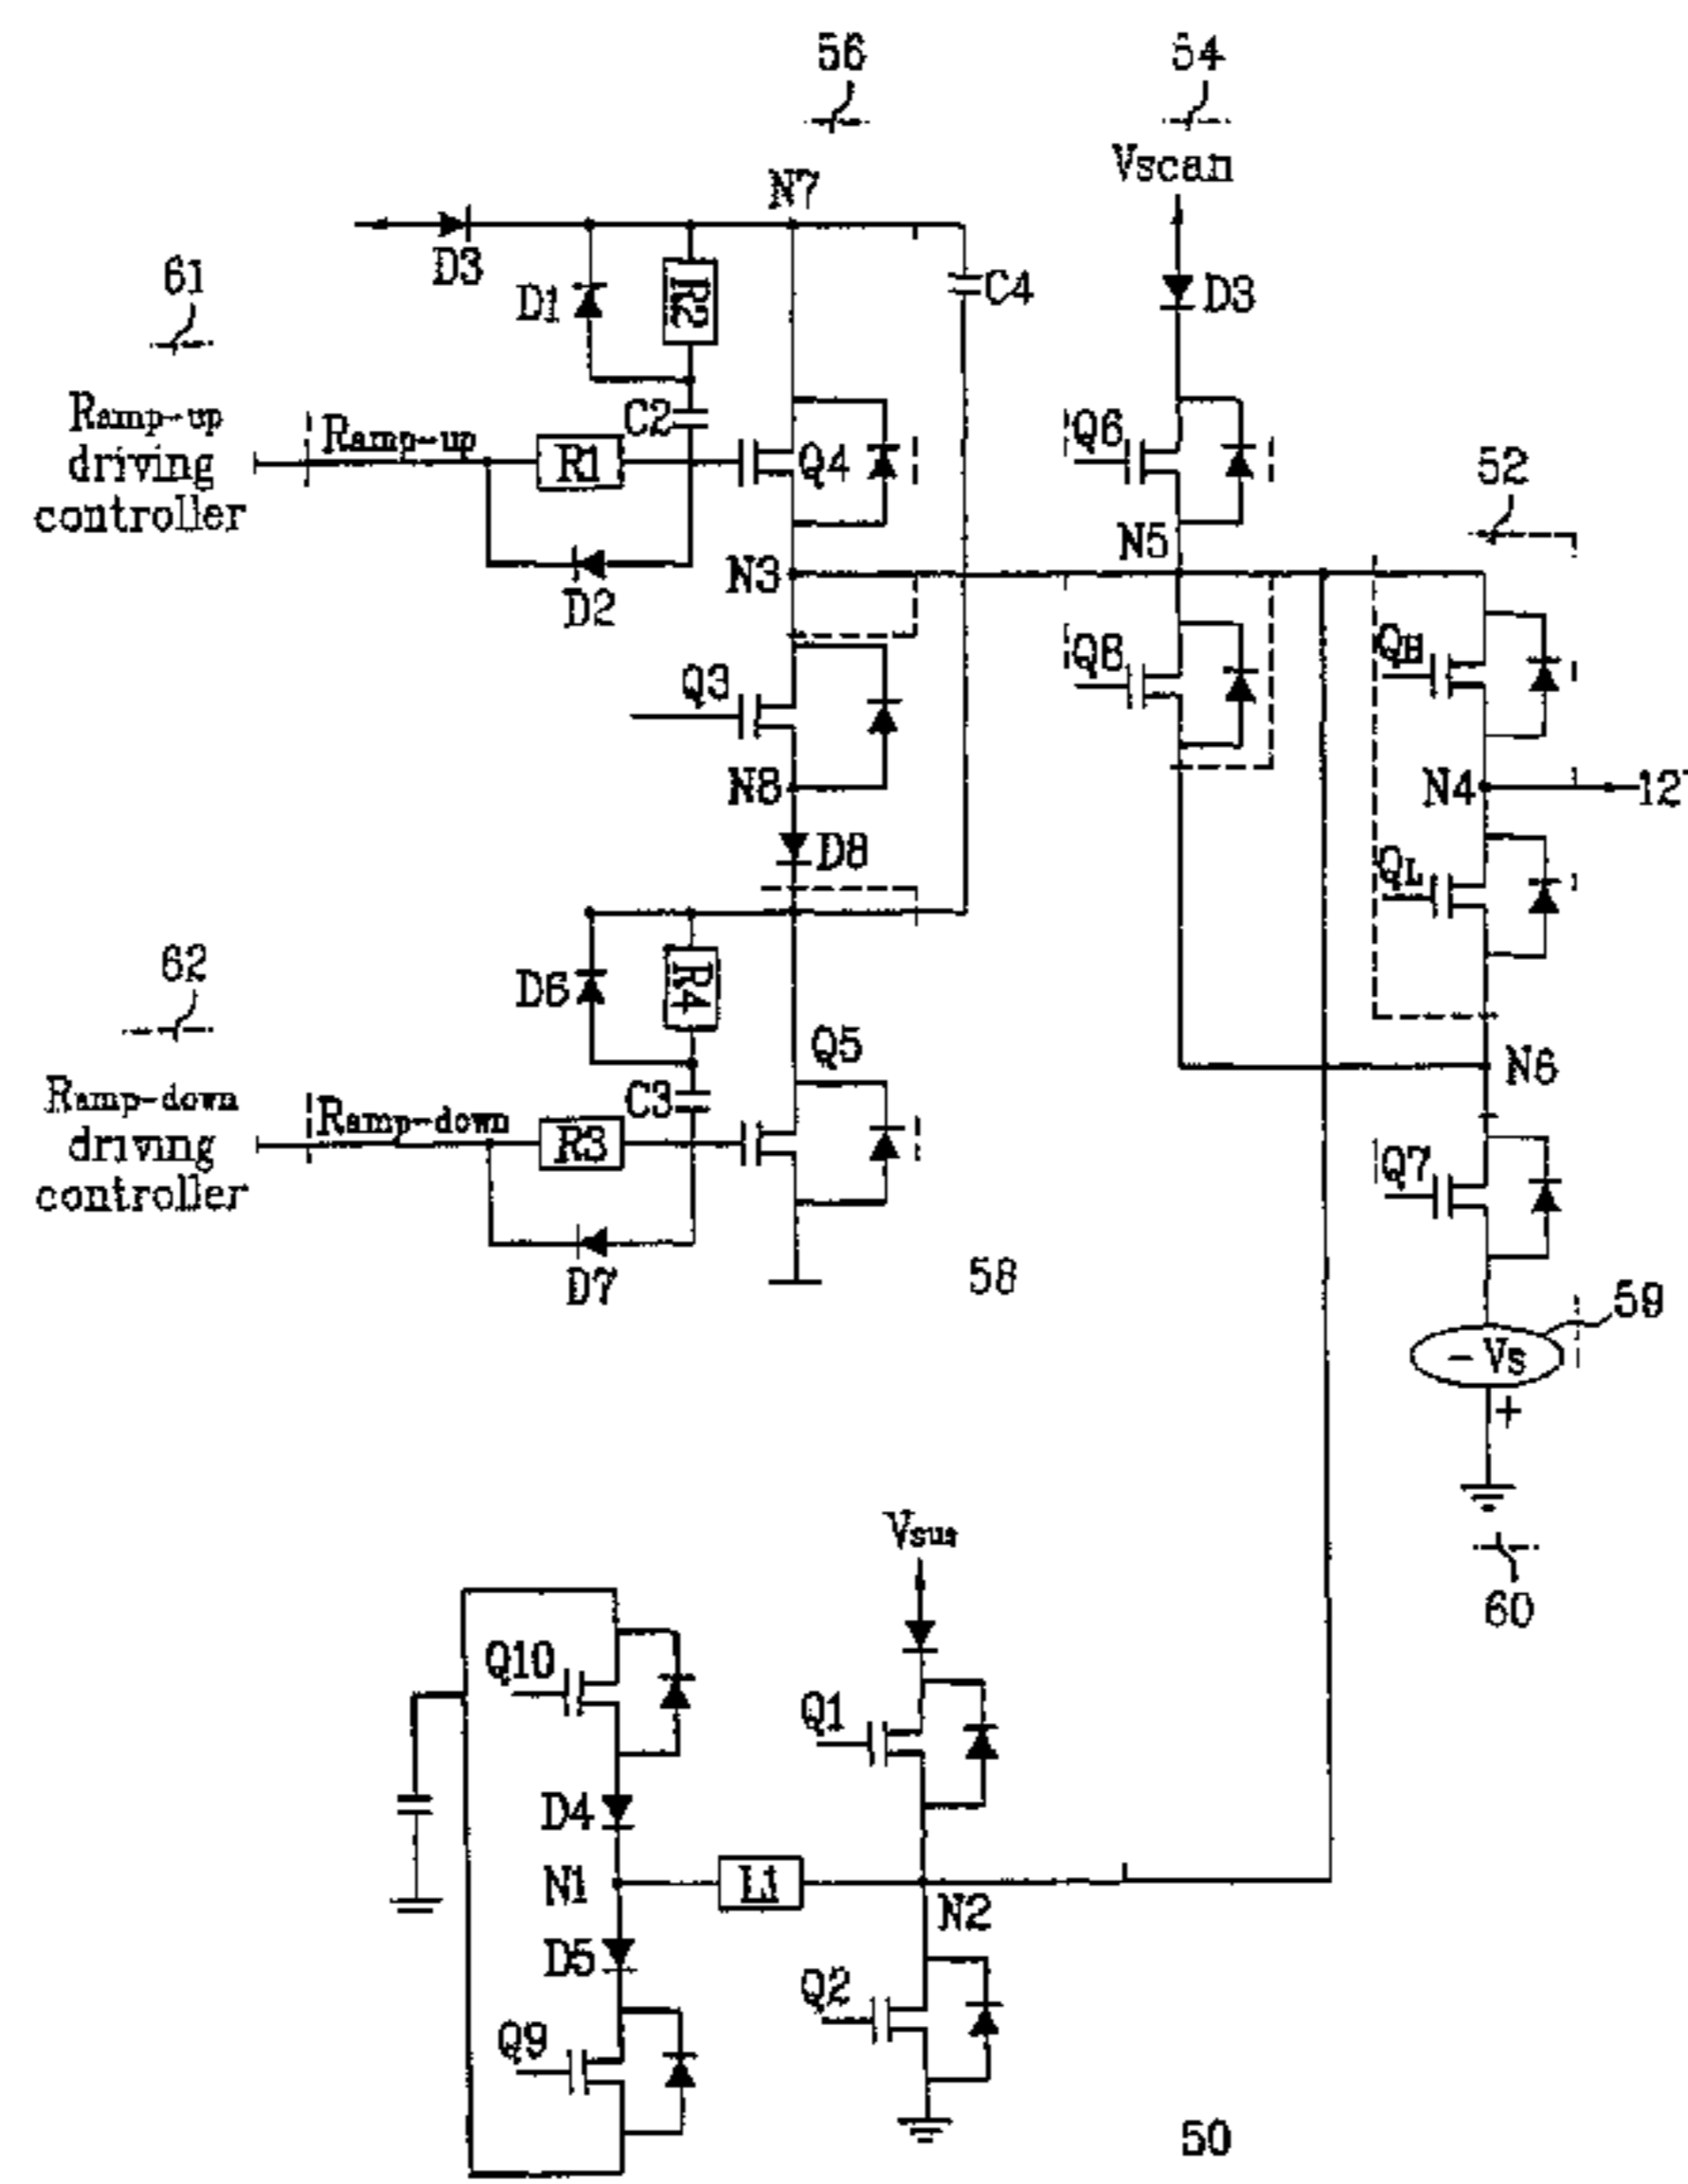 56
54
Vscan
N7
D3
61
D1
R2
C4
D3
Ramp-up
driving
controller
Ramp-up
R1
C2
Q4
Q6
52
D2
N3
N5
Q3
Q8
QH
N8
N4
12'
D8
QL
62
D6
R4
Q5
N6
Ramp-down
driving
controller
Ramp-down
R3
C3
Q7
D7
58
59
- Vs
+
Vsus
60
Q10
Q1
D4
N1
L1
N2
D5
Q2
Q9
50